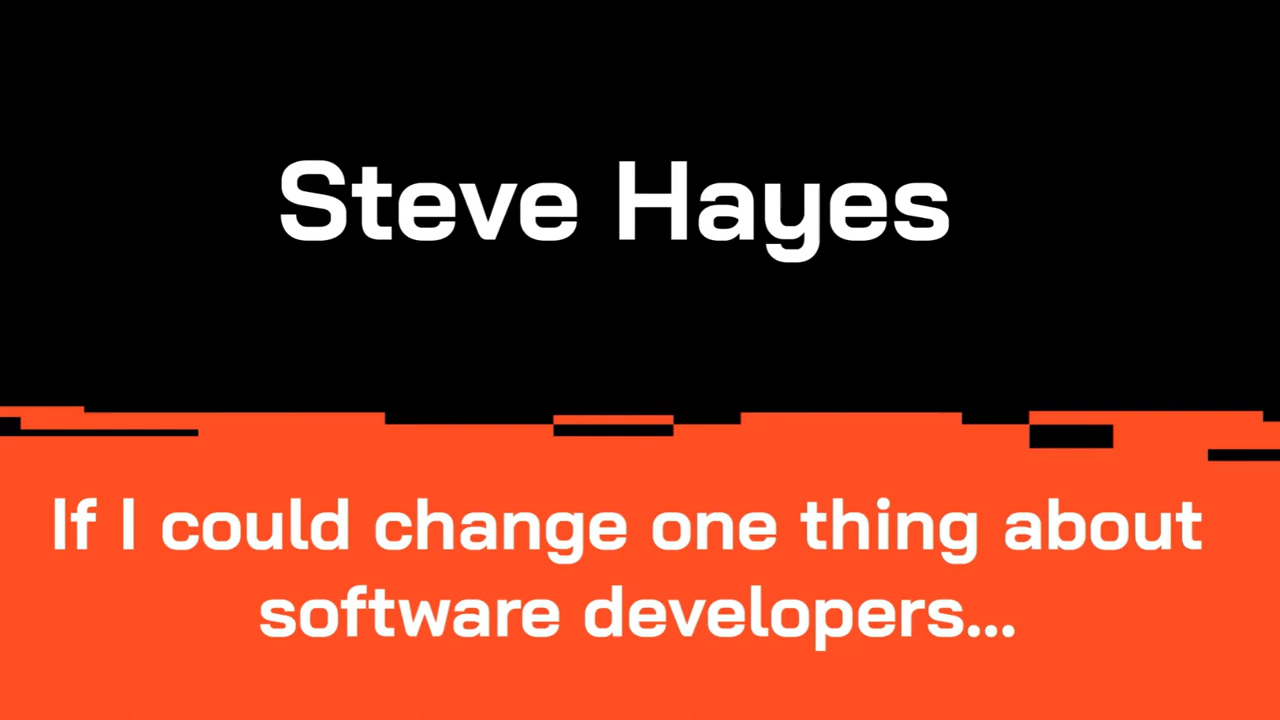 Steve Hayes
If I could change one thing about
software developers...